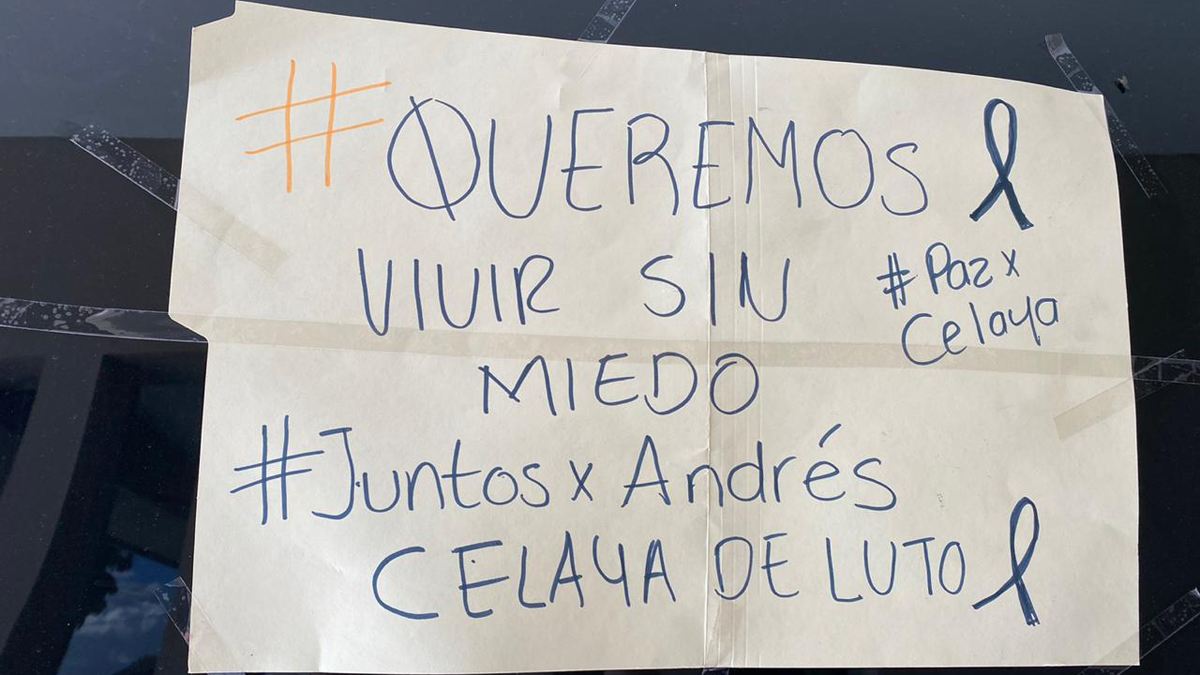 #QUEREMOS
VIVIR SIN
#Paz x
Celaya
MIEDO
#Juntos x Andrés
CELAYA DE LUTO